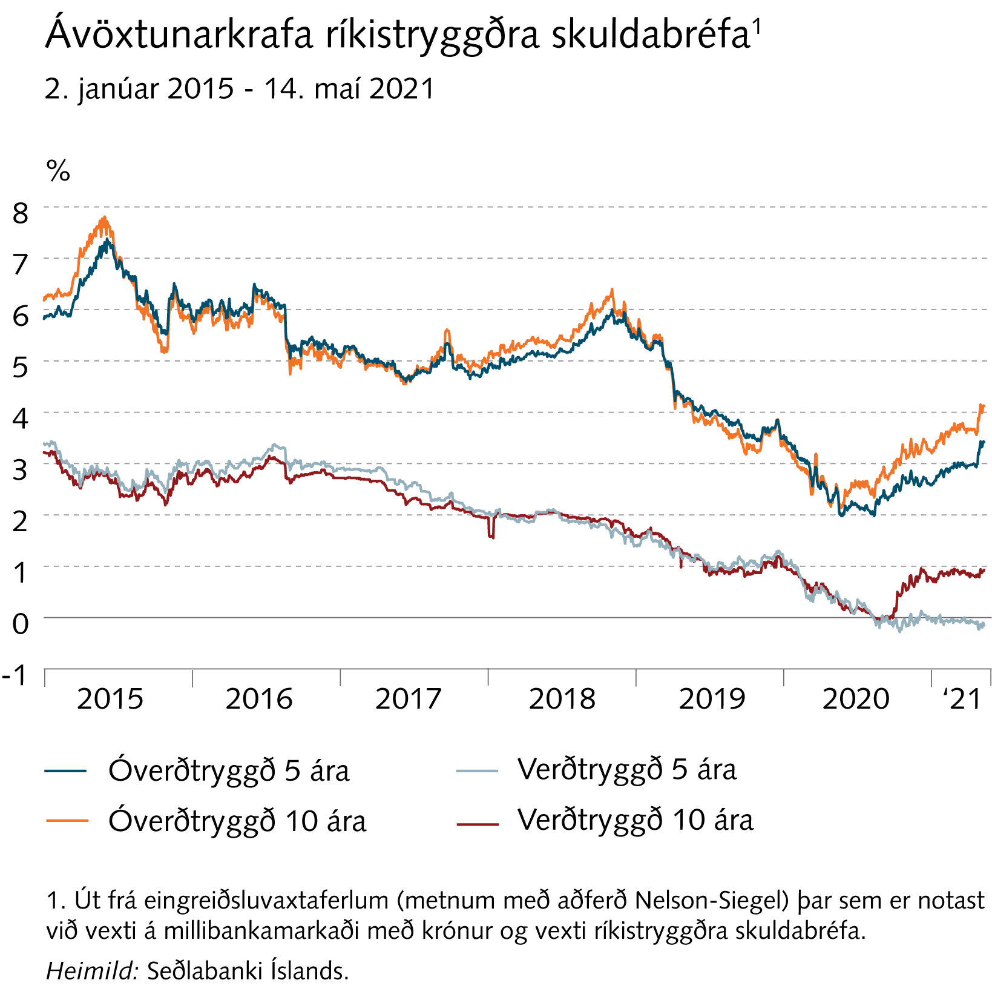 Ávöxtunarkrafa ríkistryggðra skuldabréfa¹
2. janúar 2015 - 14. maí 2021
%
8
7
6
5
4
3
2
1
0
-1
2015 2016 2017 2018 2019 2020 ‘21
Óverðtryggð 5 ára
Verðtryggð 5 ára
Óverðtryggð 10 ára
Verðtryggð 10 ára
1. Út frá eingreiðsluvaxtaferlum (metnum með aðferð Nelson-Siegel) þar sem er notast
við vexti á millibankamarkaði með krónur og vexti ríkistryggðra skuldabréfa.
Heimild: Seðlabanki Íslands.